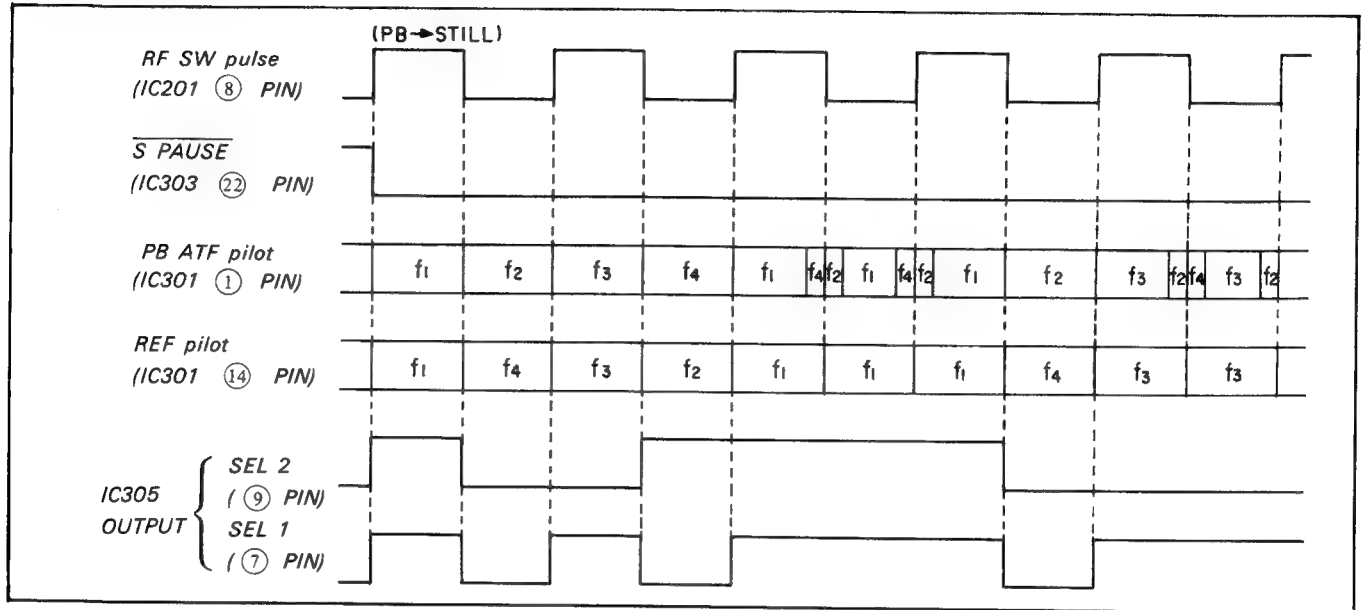 (PB→STILL)
RF SW pulse
(IC201 ⑧ PIN)
S PAUSE
(IC303 ㉒ PIN)
PB ATF pilot
(IC301 ① PIN)
f1 f2 f3 f4 f1 f4 f2 f1 f4 f2 f1 f2 f3 f2 f4 f3 f2
REF pilot
(IC301 ⑭ PIN)
f1 f4 f3 f2 f1 f1 f1 f4 f3 f3
IC305
OUTPUT
SEL 2
(⑨ PIN)
SEL 1
(⑦ PIN)